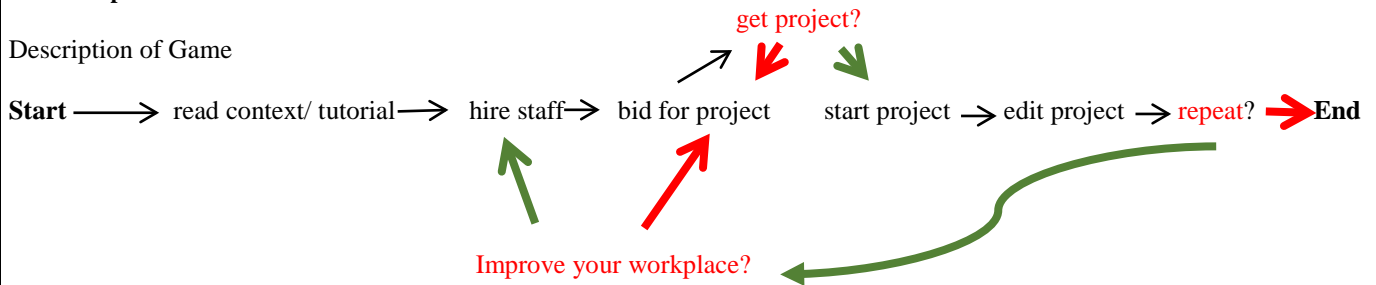 get project?
Description of Game
Start read context/ tutorial hire staff bid for project start project edit project repeat? End
Improve your workplace?